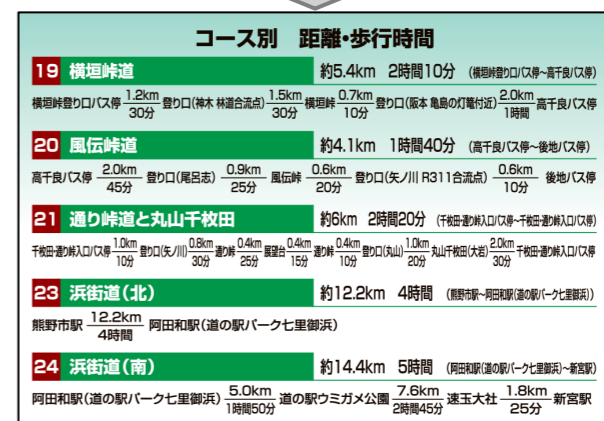 コース別 距離・歩行時間
19 横垣峠道 約5.4km 2時間10分 (横垣峠登り口バス停~高千良バス停)
横垣峠登り口バス停 1.2km 30分 登り口(神木 林道合流点) 1.5km 30分 横垣峠 0.7km 10分 登り口(阪本 亀島の灯篭付近) 2.0km 1時間 高千良バス停
20 風伝峠道 約4.1km 1時間40分 (高千良バス停~後地バス停)
高千良バス停 2.0km 45分 登り口(尾呂志) 0.9km 25分 風伝峠 0.6km 20分 登り口(矢ノ川 R311合流点) 0.6km 10分 後地バス停
21 通り峠道と丸山千枚田 約6km 2時間20分 (千枚田・通り峠入口バス停~千枚田・通り峠入口バス停)
千枚田・通り峠入口バス停 1.0km 10分 登り口(矢ノ川) 0.8km 30分 通り峠 0.4km 25分 展望台 0.4km 15分 通り峠 0.4km 10分 登り口(丸山) 1.0km 20分 丸山千枚田(大岩) 2.0km 30分 千枚田・通り峠入口バス停
23 浜街道(北) 約12.2km 4時間 (熊野市駅~阿田和駅(道の駅パーク七里御浜))
熊野市駅 12.2km 4時間 阿田和駅(道の駅パーク七里御浜)
24 浜街道(南) 約14.4km 5時間 (阿田和駅(道の駅パーク七里御浜)~新宮駅)
阿田和駅(道の駅パーク七里御浜) 5.0km 1時間50分 道の駅ウミガメ公園 7.6km 2時間45分 速玉大社 1.8km 25分 新宮駅